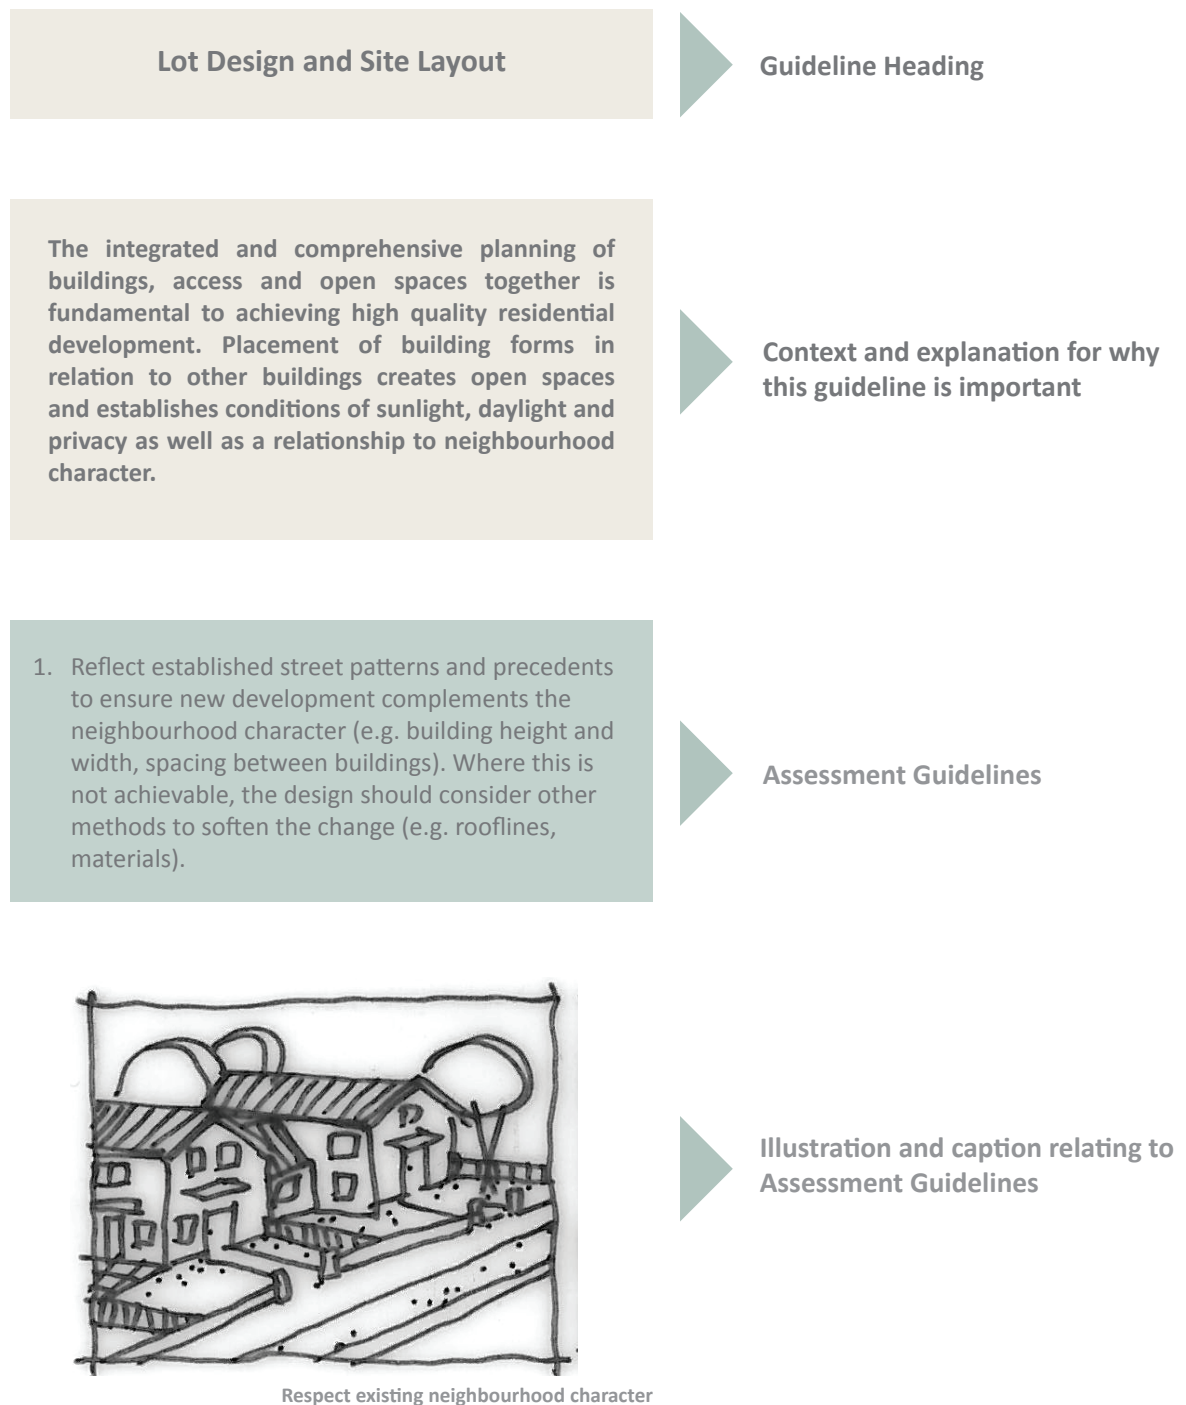 Lot Design and Site Layout
Guideline Heading
The integrated and comprehensive planning of
buildings, access and open spaces together is
fundamental to achieving high quality residential
development. Placement of building forms in
relation to other buildings creates open spaces
and establishes conditions of sunlight, daylight and
privacy as well as a relationship to neighbourhood
character.
Context and explanation for why
this guideline is important
1. Reflect established street patterns and precedents
to ensure new development complements the
neighbourhood character (e.g. building height and
width, spacing between buildings). Where this is
not achievable, the design should consider other
methods to soften the change (e.g. rooflines,
materials).
Assessment Guidelines
Illustration and caption relating to
Assessment Guidelines
Respect existing neighbourhood character